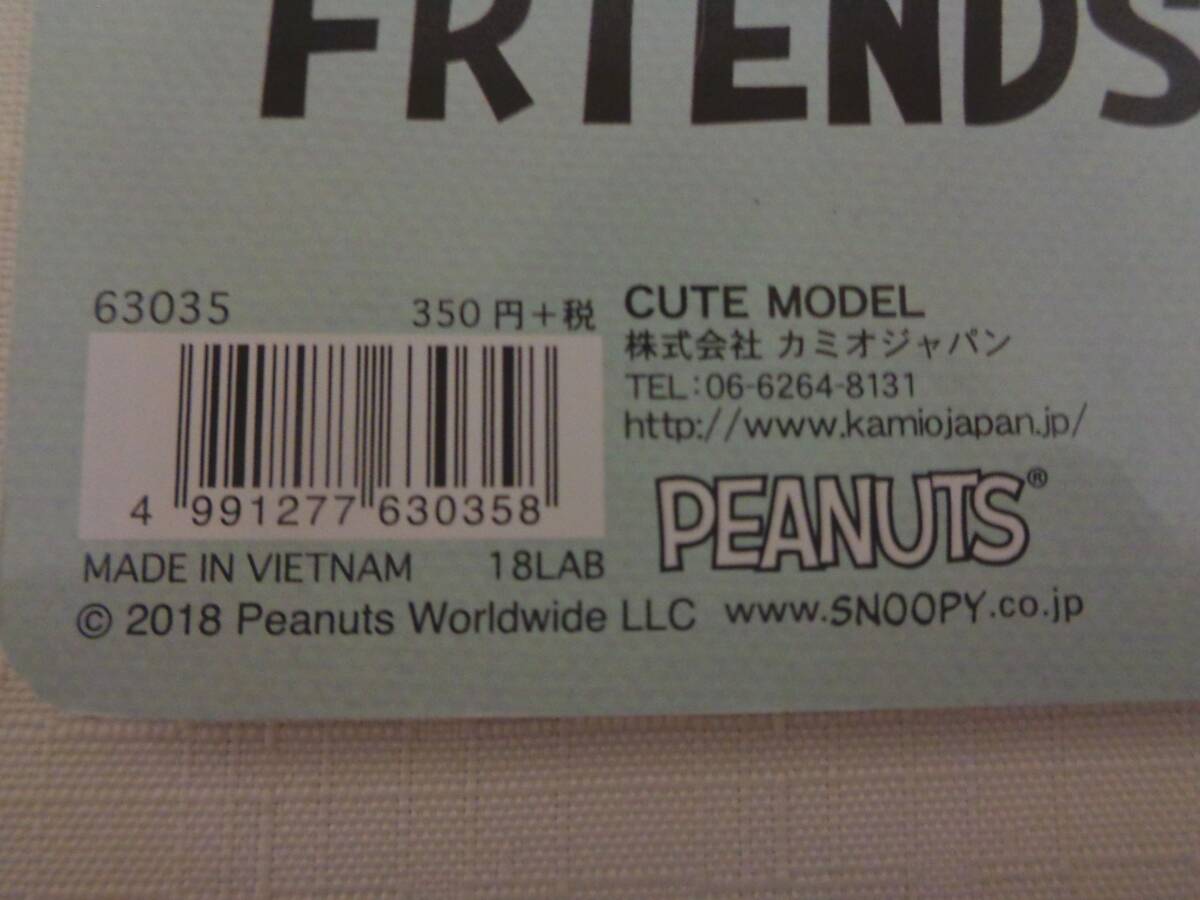 FRIENDS
63035
350円+税
4 991277 630358
MADE IN VIETNAM 18LAB
CUTE MODEL
株式会社 カミオジャパン
TEL:06-6264-8131
http://www.kamiojapan.jp/
PEANUTS®
© 2018 Peanuts Worldwide LLC www.SNOOPY.co.jp